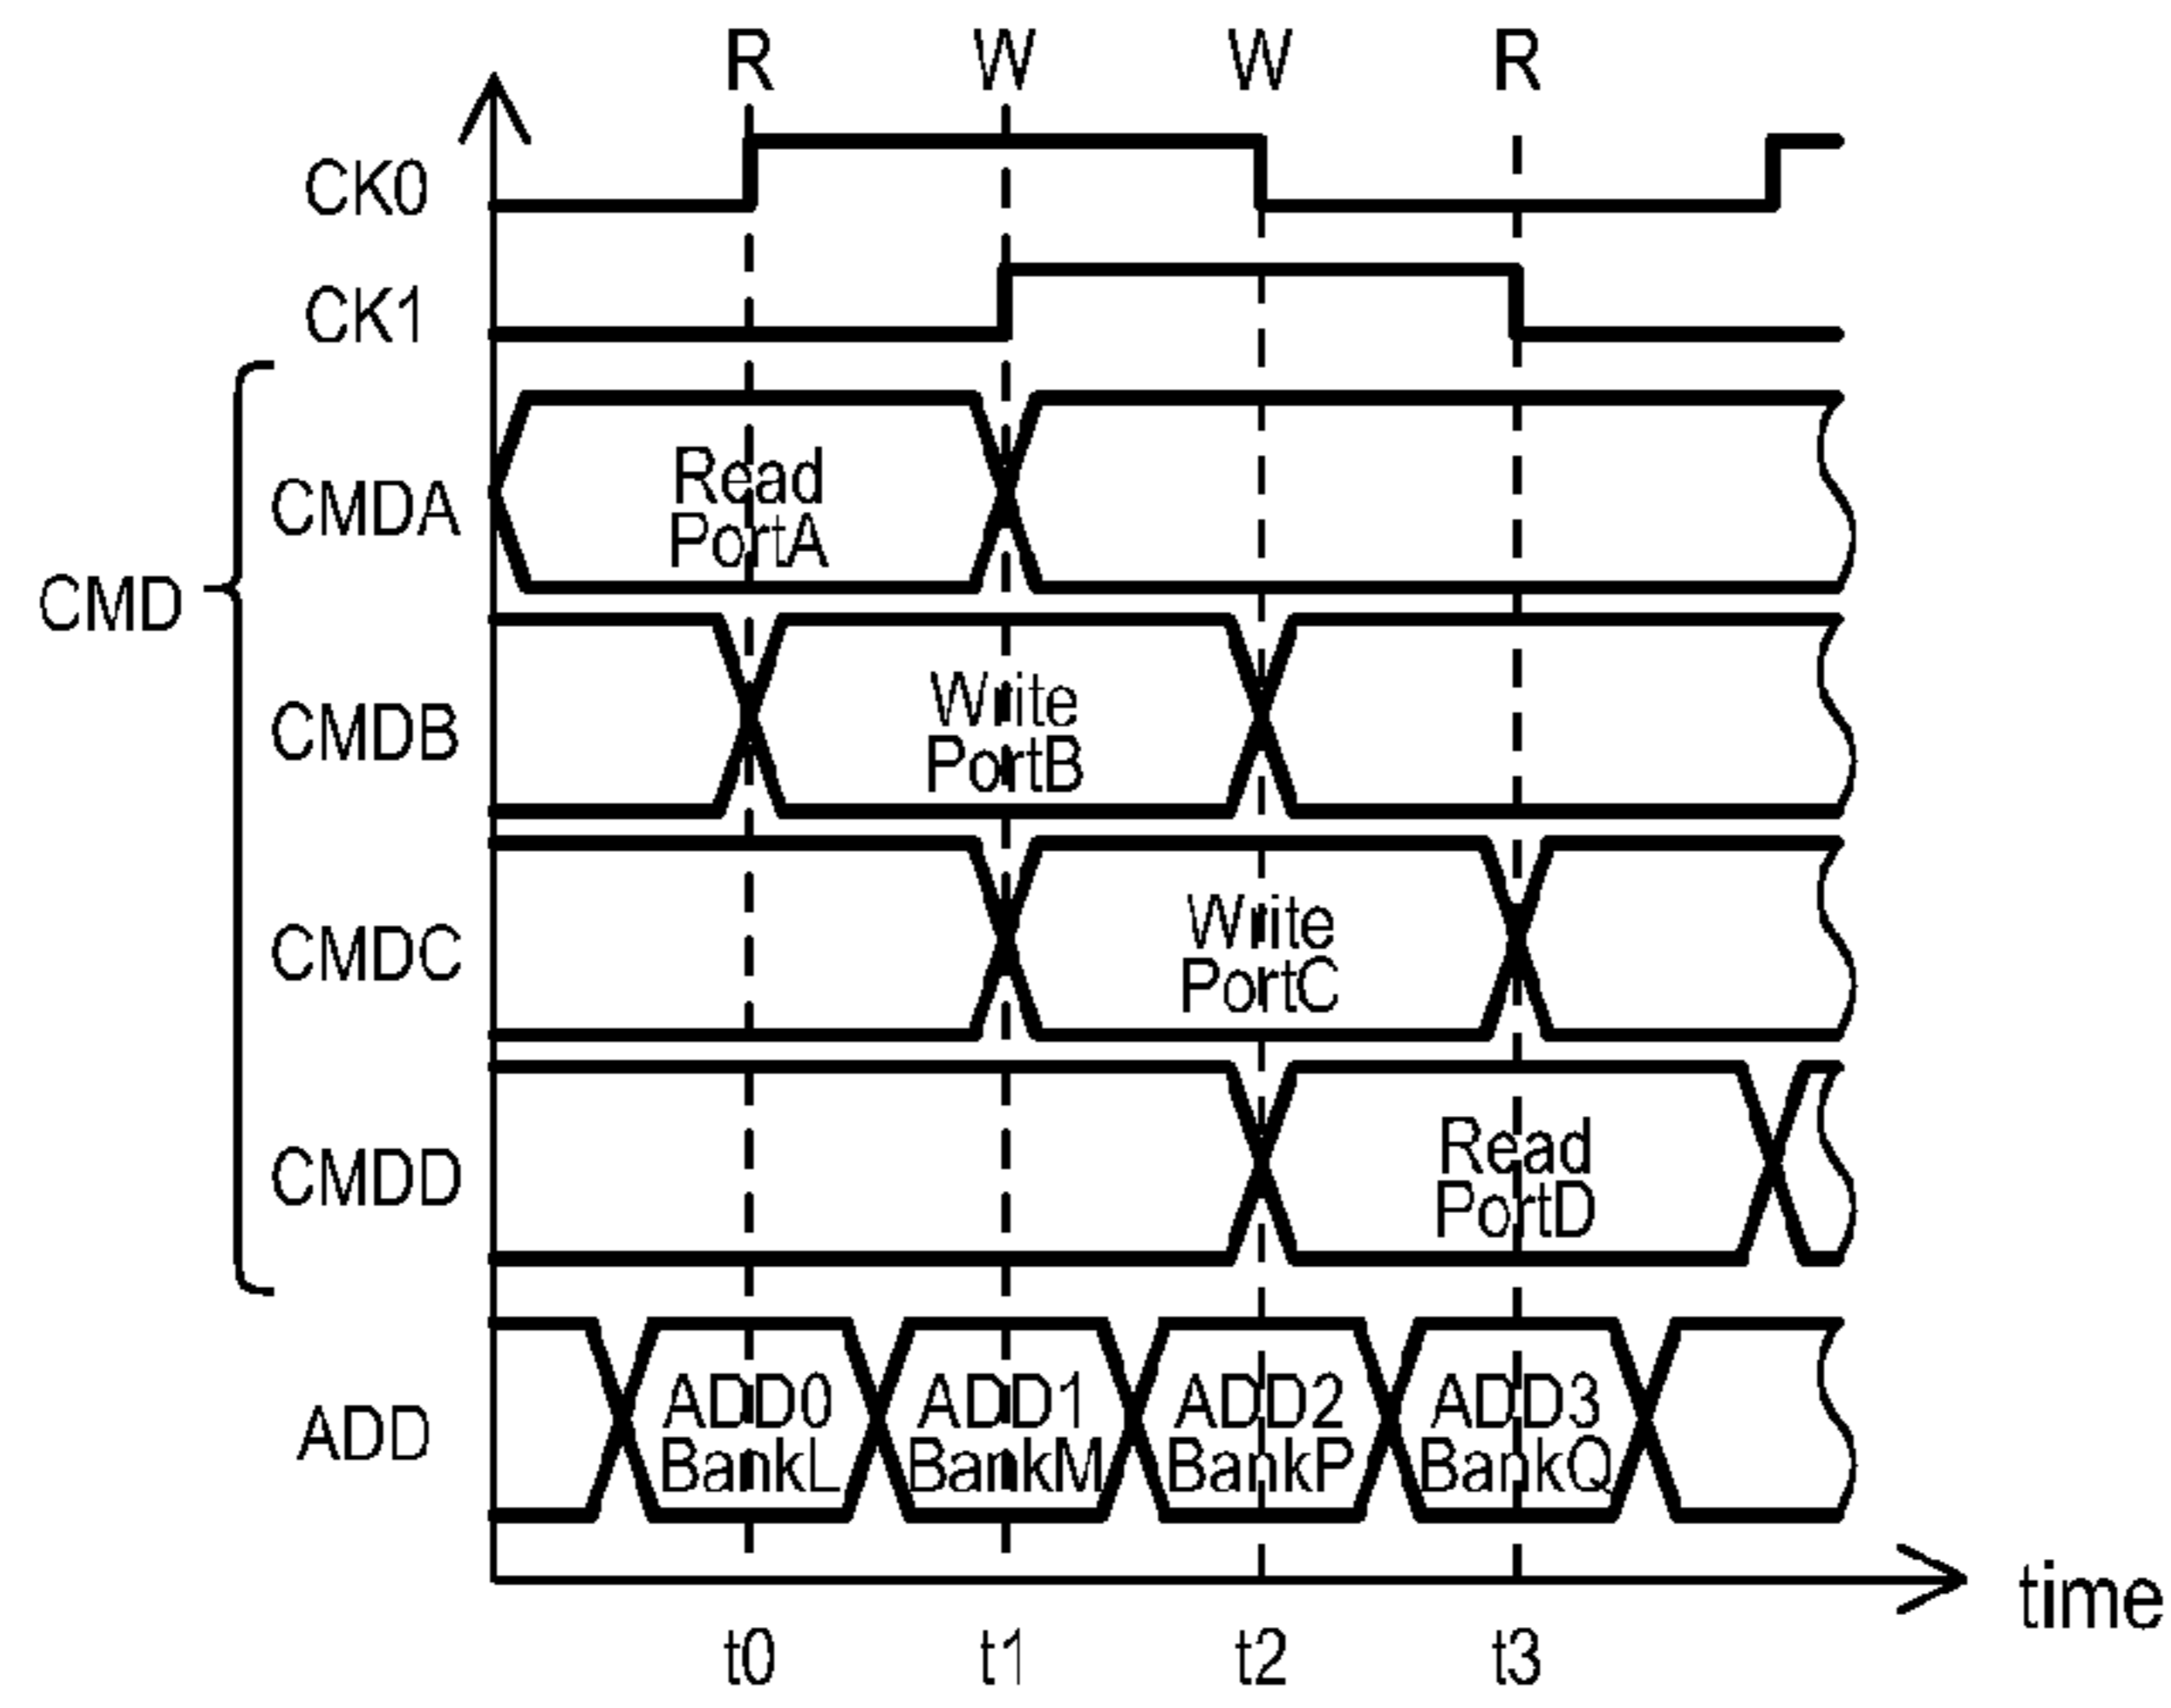 R W W R
CK0
CK1
CMD
CMDA
Read
PortA
CMDB
Write
PortB
CMDC
Write
PortC
CMDD
Read
PortD
ADD
ADD0 ADD1 ADD2 ADD3
BankL BankM BankP BankQ
time
t0 t1 t2 t3